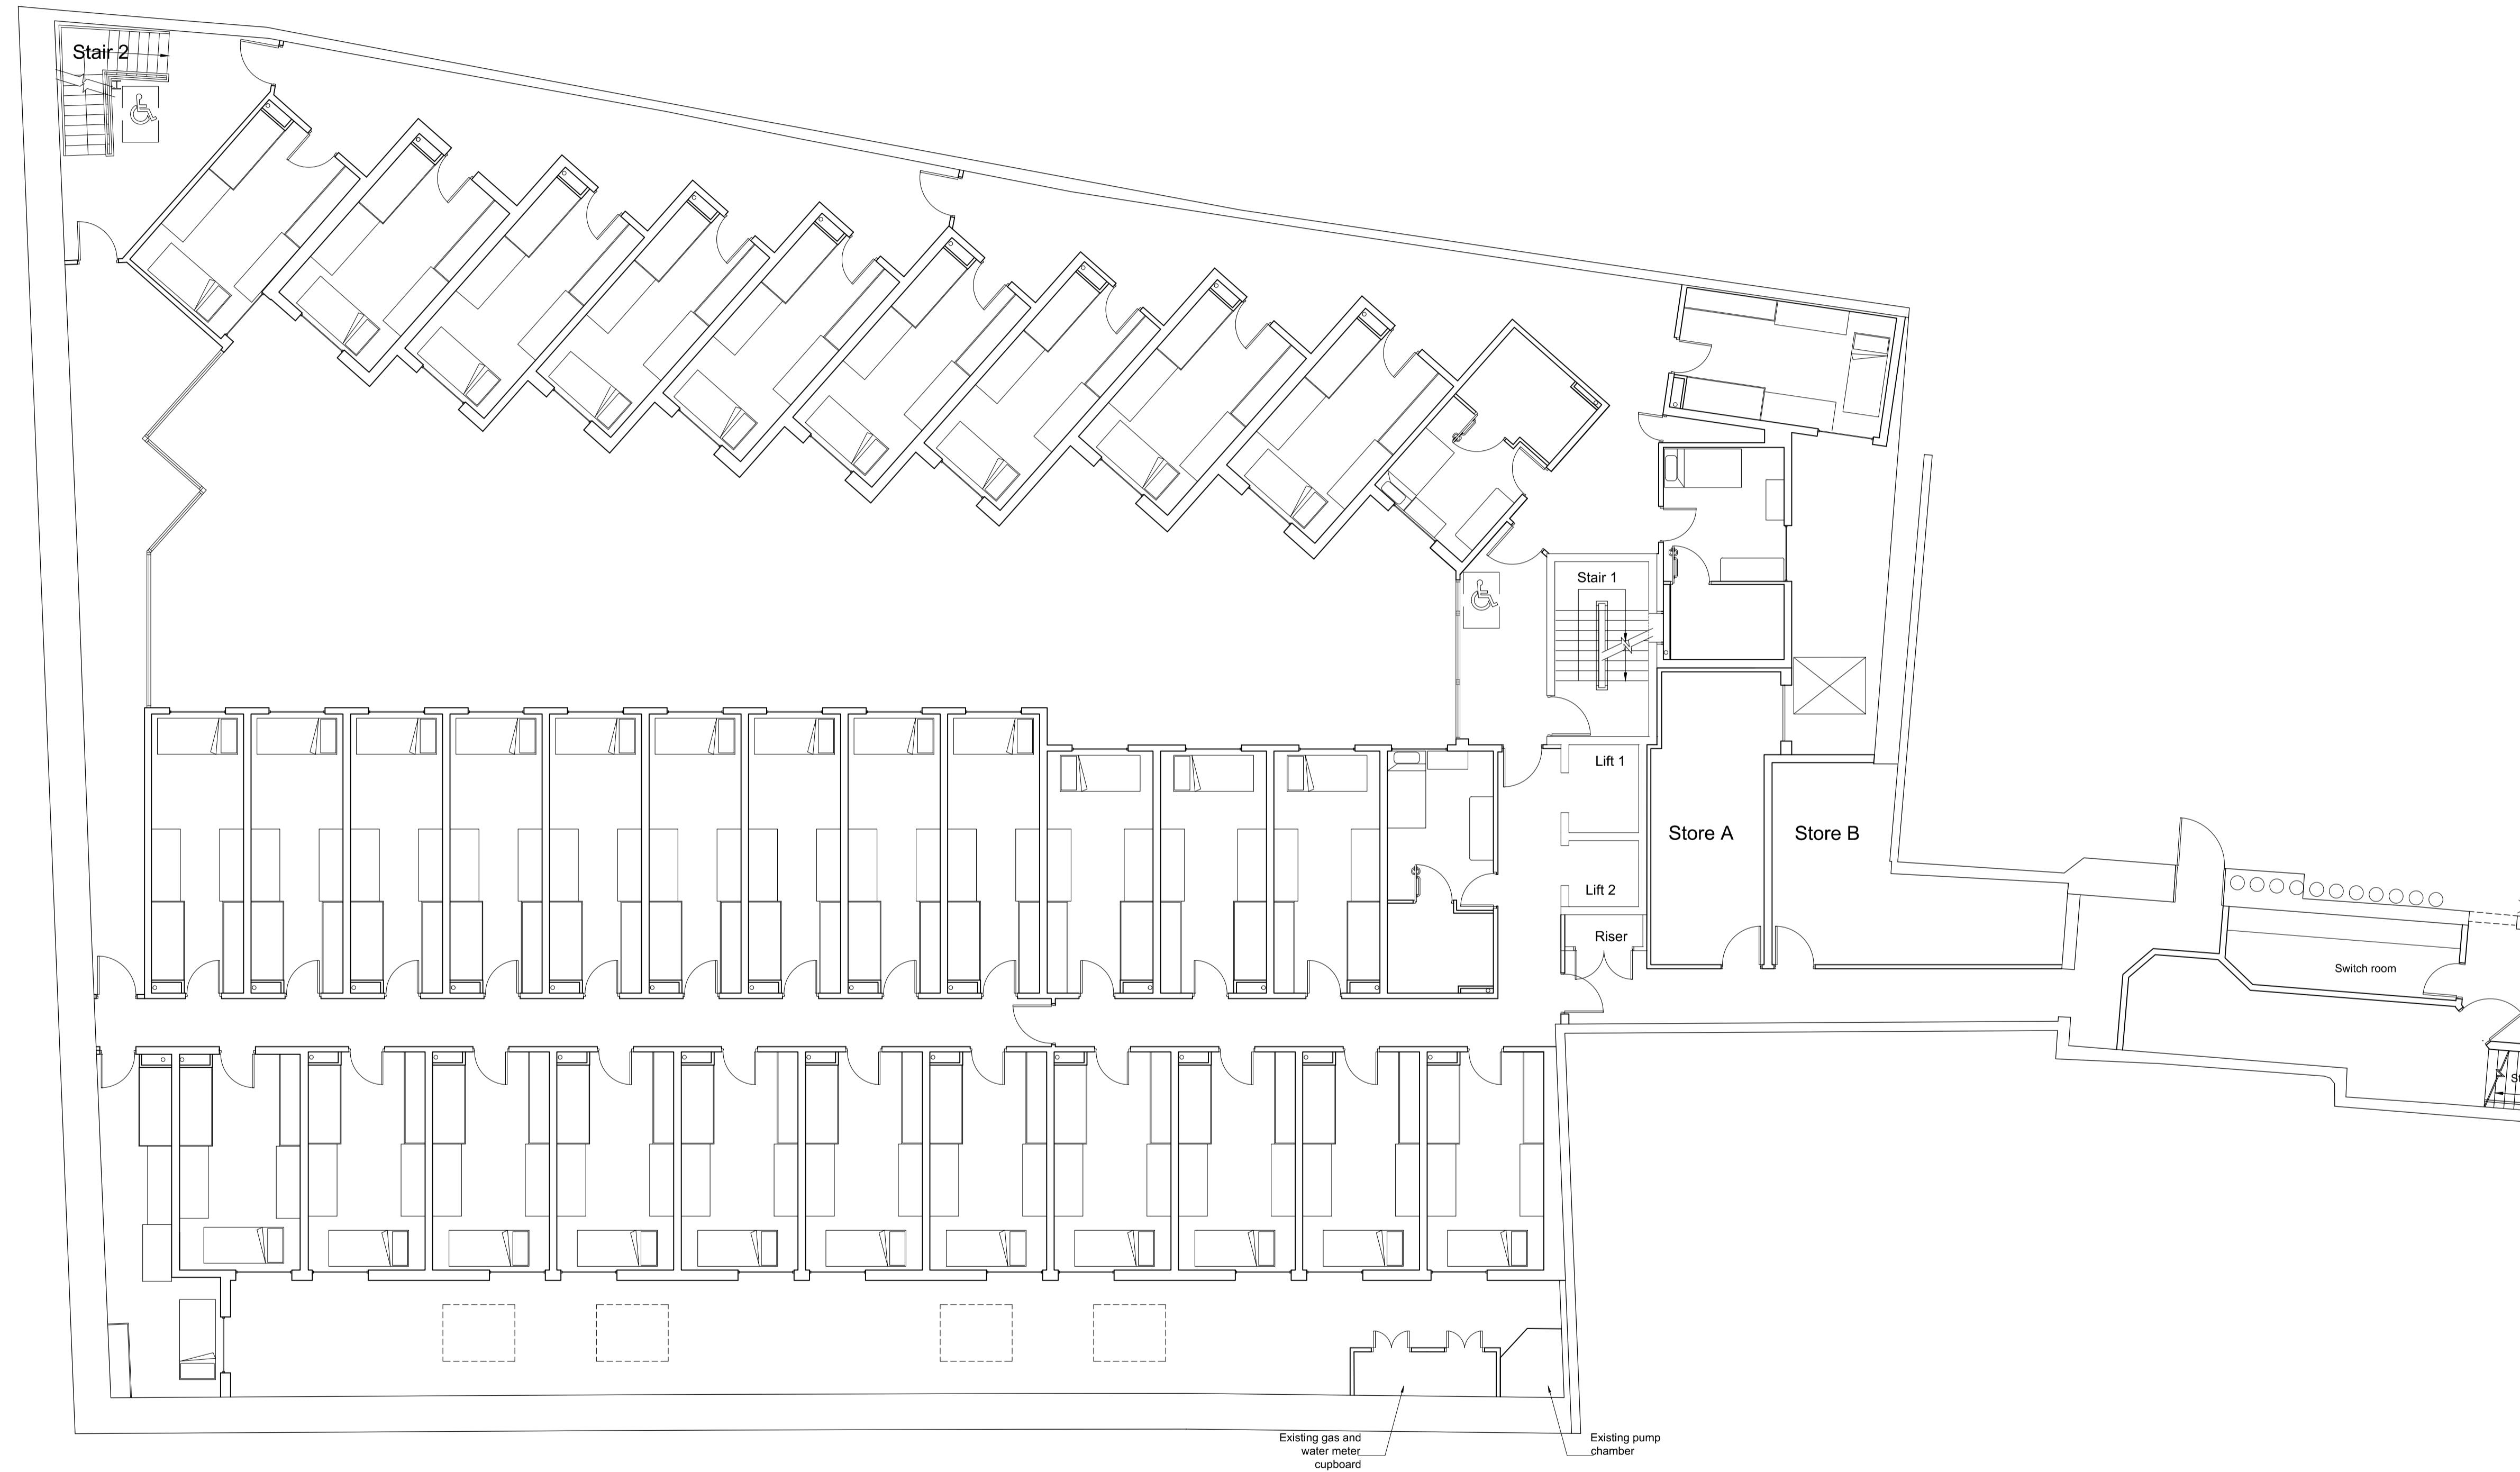 Stair 2
Stair 1
Lift 1
Store A
Store B
Lift 2
Riser
Switch room
Existing gas and
water meter
cupboard
Existing pump
chamber